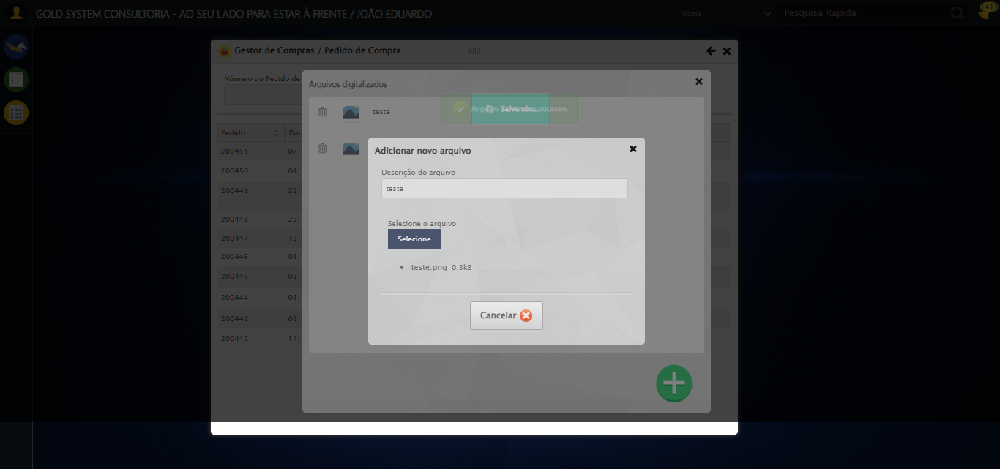 GOLD SYSTEM CONSULTORIA - AO SEU LADO PARA ESTAR À FRENTE / JOÃO EDUARDO
Nome
Pesquisa Rapida
Gestor de Compras / Pedido de Compra
Número do Pedido de
Arquivos digitalizados
teste
Arquivo
sucesso.
Salvando...
Pedido
200451 07/
200450 04/
200449 22/
200448 22/
200447 12/
200446 03/
200445 03/
200444 03/
200443 03/
200442 14/
Adicionar novo arquivo
Descrição do arquivo
teste
Selecione o arquivo
Selecione
teste.png 0.3kB
Cancelar